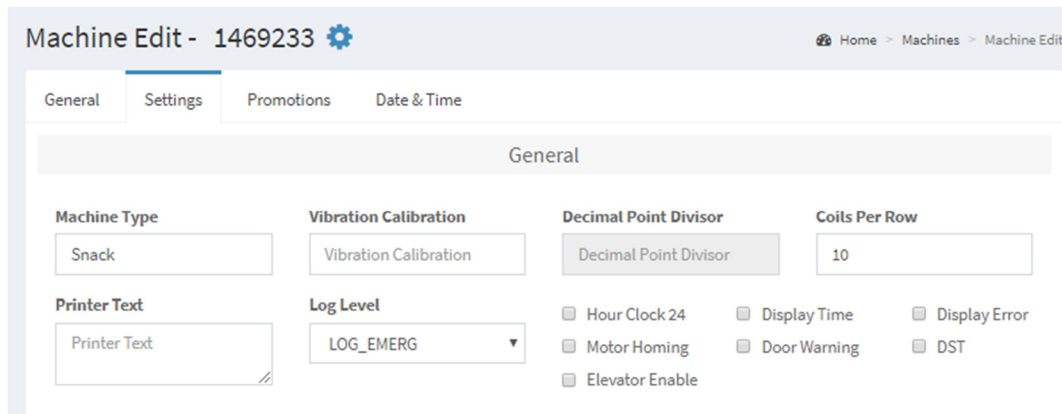 Machine Edit - 1469233
Home > Machines > Machine Edit
General Settings Promotions Date & Time
General
Machine Type Vibration Calibration Decimal Point Divisor Coils Per Row
Snack Vibration Calibration Decimal Point Divisor 10
Printer Text Log Level
Hour Clock 24 Display Time Display Error
Printer Text LOG_EMERG
Motor Homing Door Warning DST
Elevator Enable